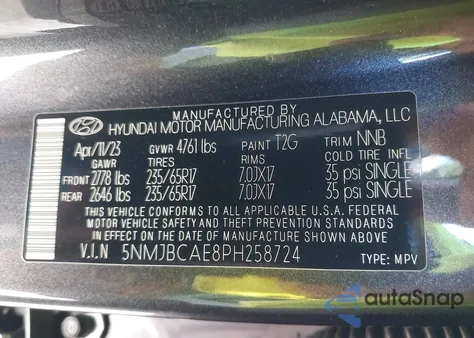 MANUFACTURED BY
HYUNDAI MOTOR MANUFACTURING ALABAMA, LLC
Apr/11/23 GVWR 4761 lbs PAINT T2G TRIM NNB
GAWR TIRES RIMS COLD TIRE INFL
FRONT 2778 lbs 235/65R17 7.0JX17 35 psi SINGLE
REAR 2646 lbs 235/65R17 7.0JX17 35 psi SINGLE
THIS VEHICLE CONFORMS TO ALL APPLICABLE U.S.A. FEDERAL
MOTOR VEHICLE SAFETY AND THEFT PREVENTION STANDARDS
IN EFFECT ON THE DATE OF MANUFACTURE SHOWN ABOVE.
V.I.N 5NMJBCAE8PH258724 TYPE: MPV
autoSnap